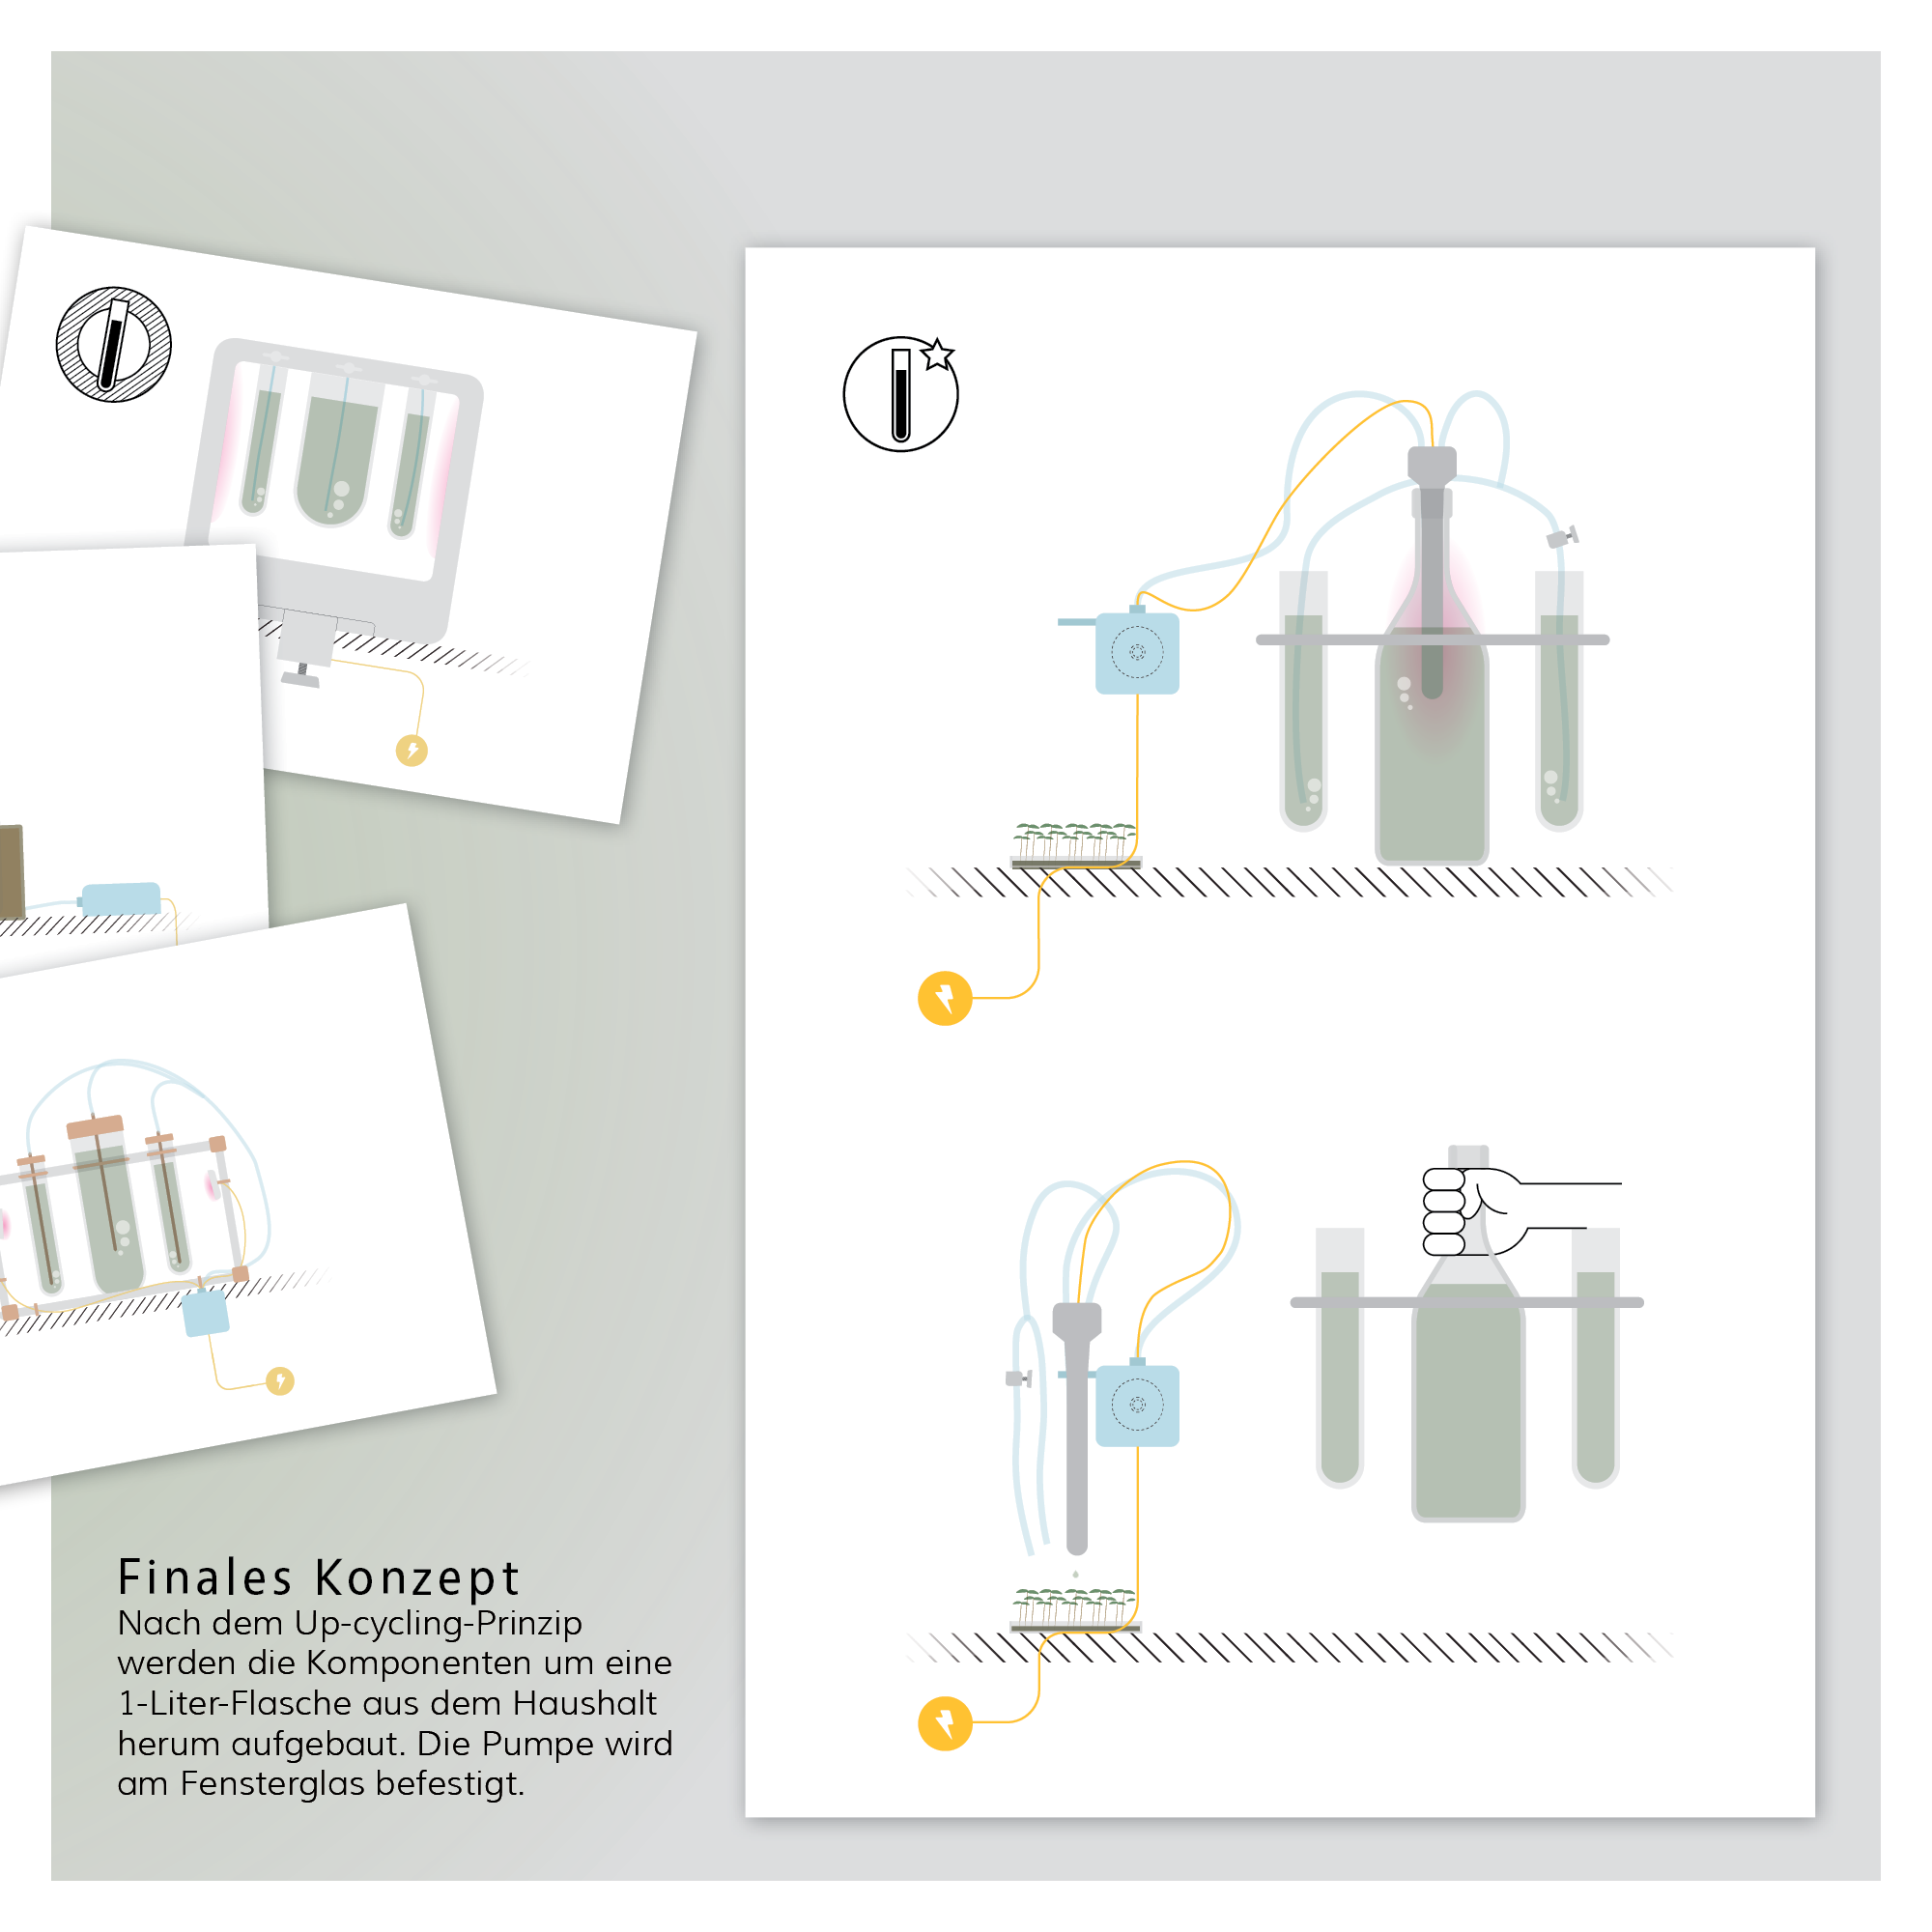 Finales Konzept
Nach dem Up-cycling-Prinzip
werden die Komponenten um eine
1-Liter-Flasche aus dem Haushalt
herum aufgebaut. Die Pumpe wird
am Fensterglas befestigt.